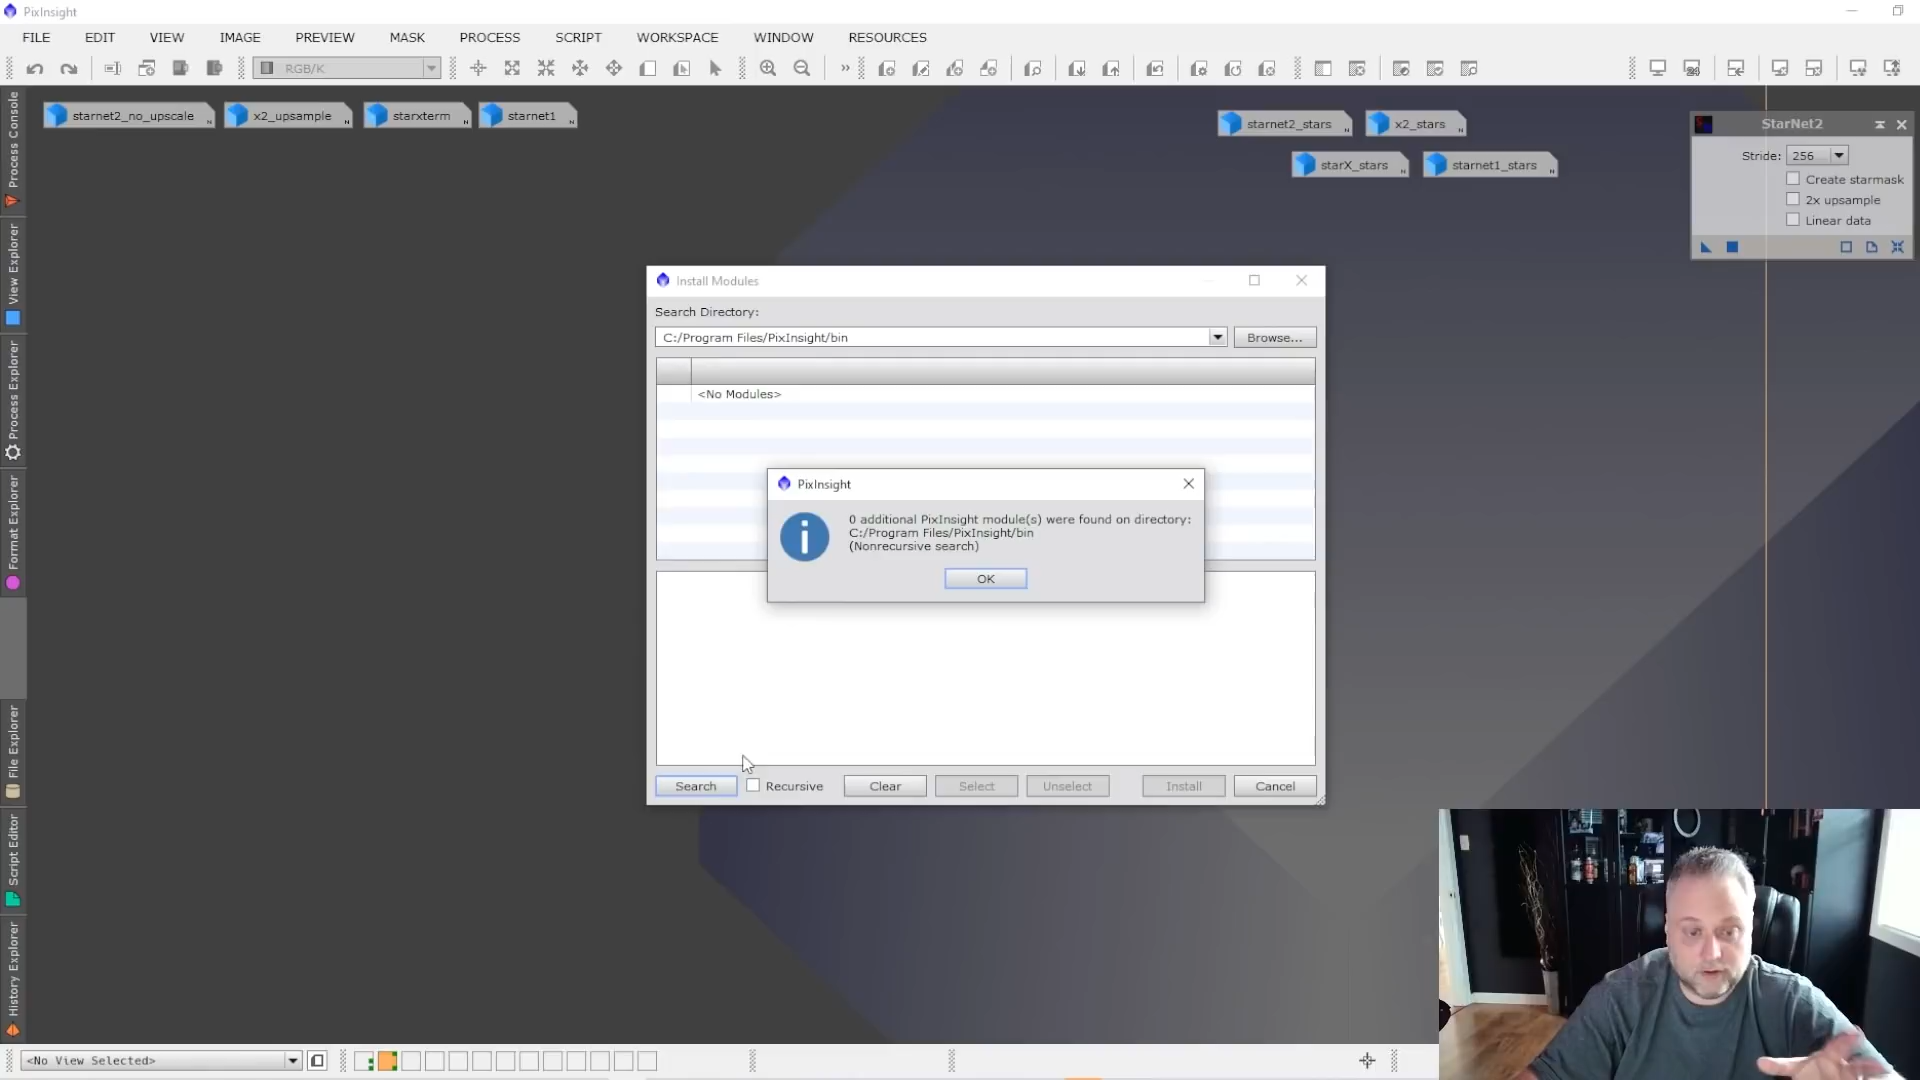 PixInsight
FILE EDIT VIEW IMAGE PREVIEW MASK PROCESS SCRIPT WORKSPACE WINDOW RESOURCES
RGB/K
starnet2_no_upscale x2_upsample starxterm starnet1
starnet2_stars x2_stars
starX_stars starnet1_stars
StarNet2
Stride: 256
Create starmask
2x upsample
Linear data
Process Console
View Explorer
Process Explorer
Format Explorer
File Explorer
Script Editor
History Explorer
Install Modules
Search Directory:
C:/Program Files/PixInsight/bin Browse...
<No Modules>
PixInsight
0 additional PixInsight module(s) were found on directory:
C:/Program Files/PixInsight/bin
(Nonrecursive search)
OK
Search Recursive Clear Select Unselect Install Cancel
<No View Selected>